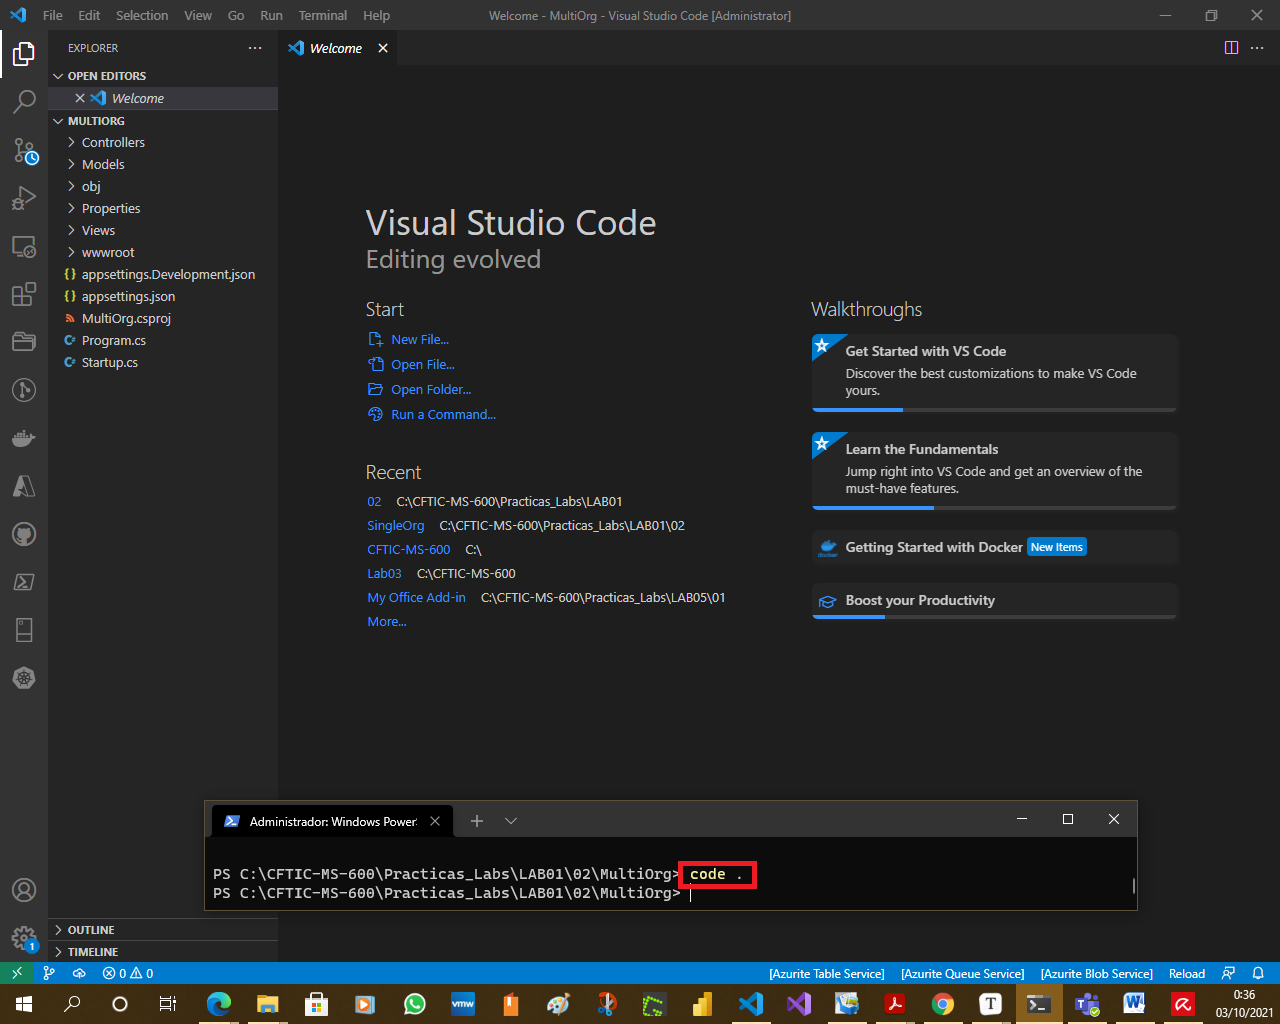 File Edit Selection View Go Run Terminal Help
Welcome - MultiOrg - Visual Studio Code [Administrator]
EXPLORER
Welcome
OPEN EDITORS
Welcome
MULTIORG
Controllers
Models
obj
Properties
Views
wwwroot
{} appsettings.Development.json
{} appsettings.json
MultiOrg.csproj
C# Program.cs
C# Startup.cs
Visual Studio Code
Editing evolved
Start
New File...
Open File...
Open Folder...
Run a Command...
Recent
02 C:\CFTIC-MS-600\Practicas_Labs\LAB01
SingleOrg C:\CFTIC-MS-600\Practicas_Labs\LAB01\02
CFTIC-MS-600 C:\
Lab03 C:\CFTIC-MS-600
My Office Add-in C:\CFTIC-MS-600\Practicas_Labs\LAB05\01
More...
Walkthroughs
Get Started with VS Code
Discover the best customizations to make VS Code
yours.
Learn the Fundamentals
Jump right into VS Code and get an overview of the
must-have features.
docker
Getting Started with Docker New Items
Boost your Productivity
Administrador: Windows Power
PS C:\CFTIC-MS-600\Practicas_Labs\LAB01\02\MultiOrg> code .
PS C:\CFTIC-MS-600\Practicas_Labs\LAB01\02\MultiOrg>
1
OUTLINE
TIMELINE
0 0
[Azurite Table Service] [Azurite Queue Service] [Azurite Blob Service] Reload
vmw
T
W
0:36
03/10/2021